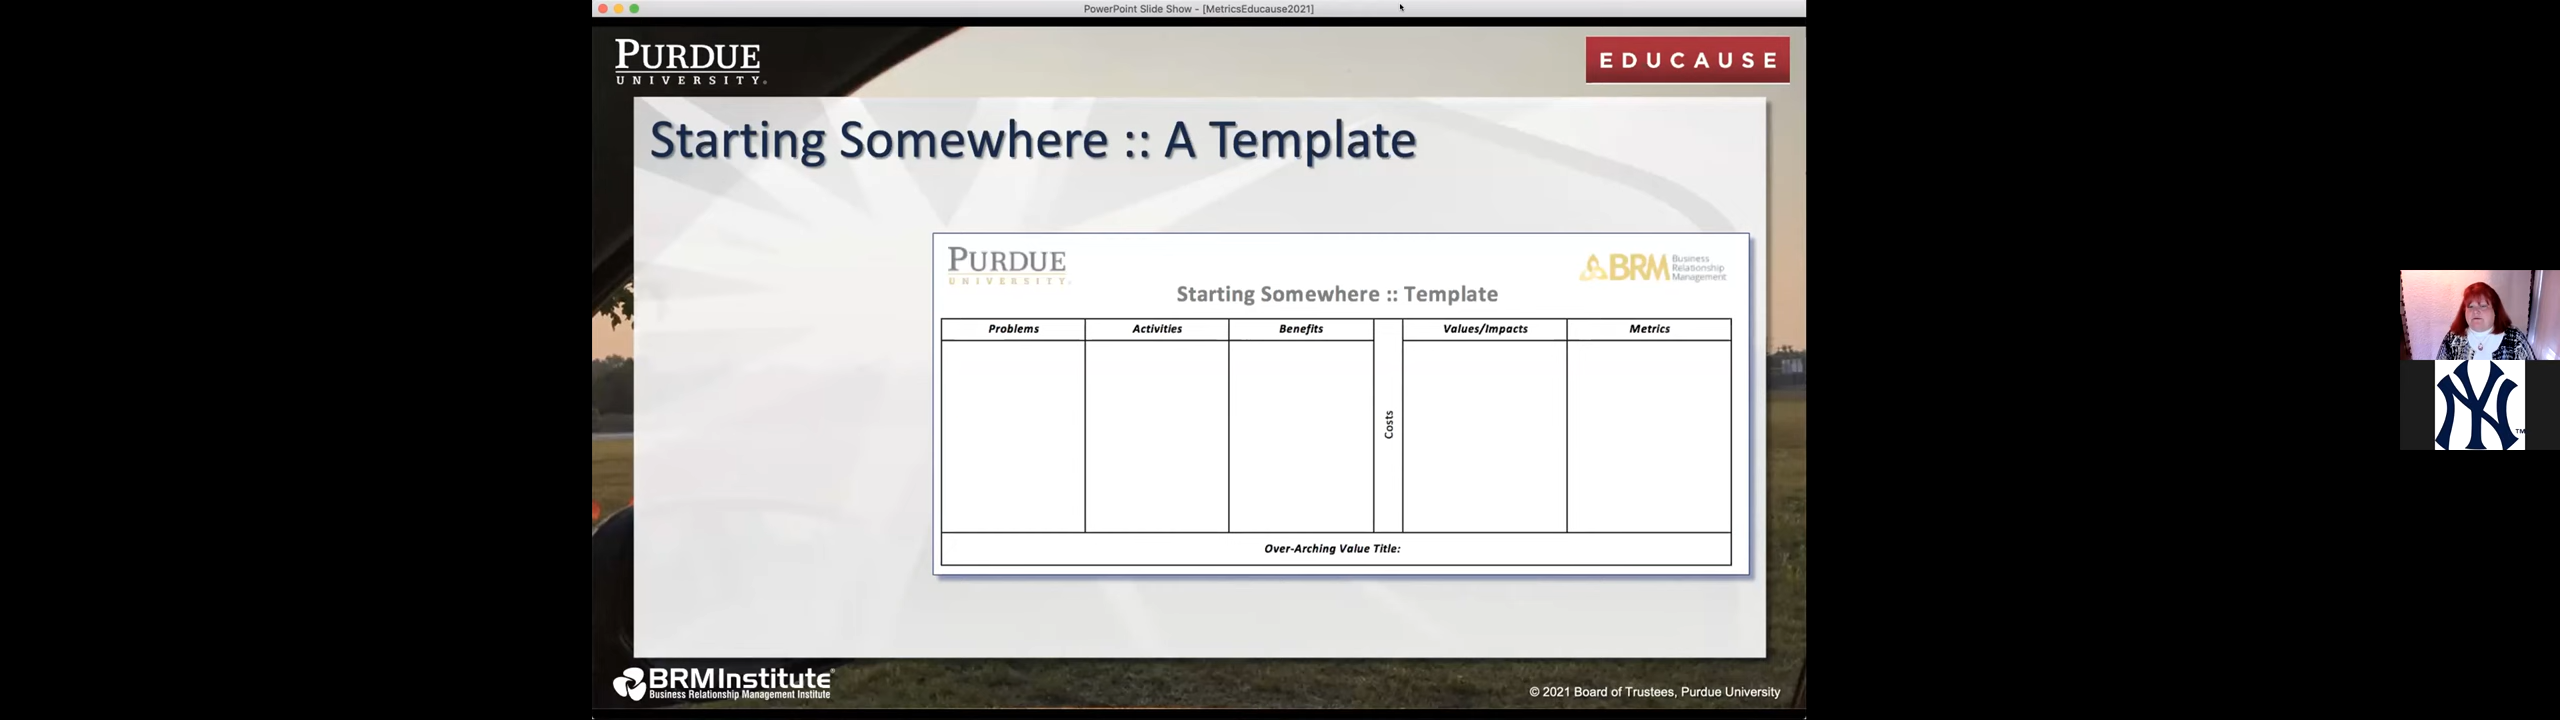 PowerPoint Slide Show - [MetricsEducause2021]
PURDUE
UNIVERSITY®
EDUCAUSE
Starting Somewhere :: A Template
PURDUE
UNIVERSITY®
BRM Business
Relationship
Management
Starting Somewhere :: Template
Problems Activities Benefits Costs Values/Impacts Metrics
Over-Arching Value Title:
BRMInstitute®
Business Relationship Management Institute
© 2021 Board of Trustees, Purdue University
NY
TM